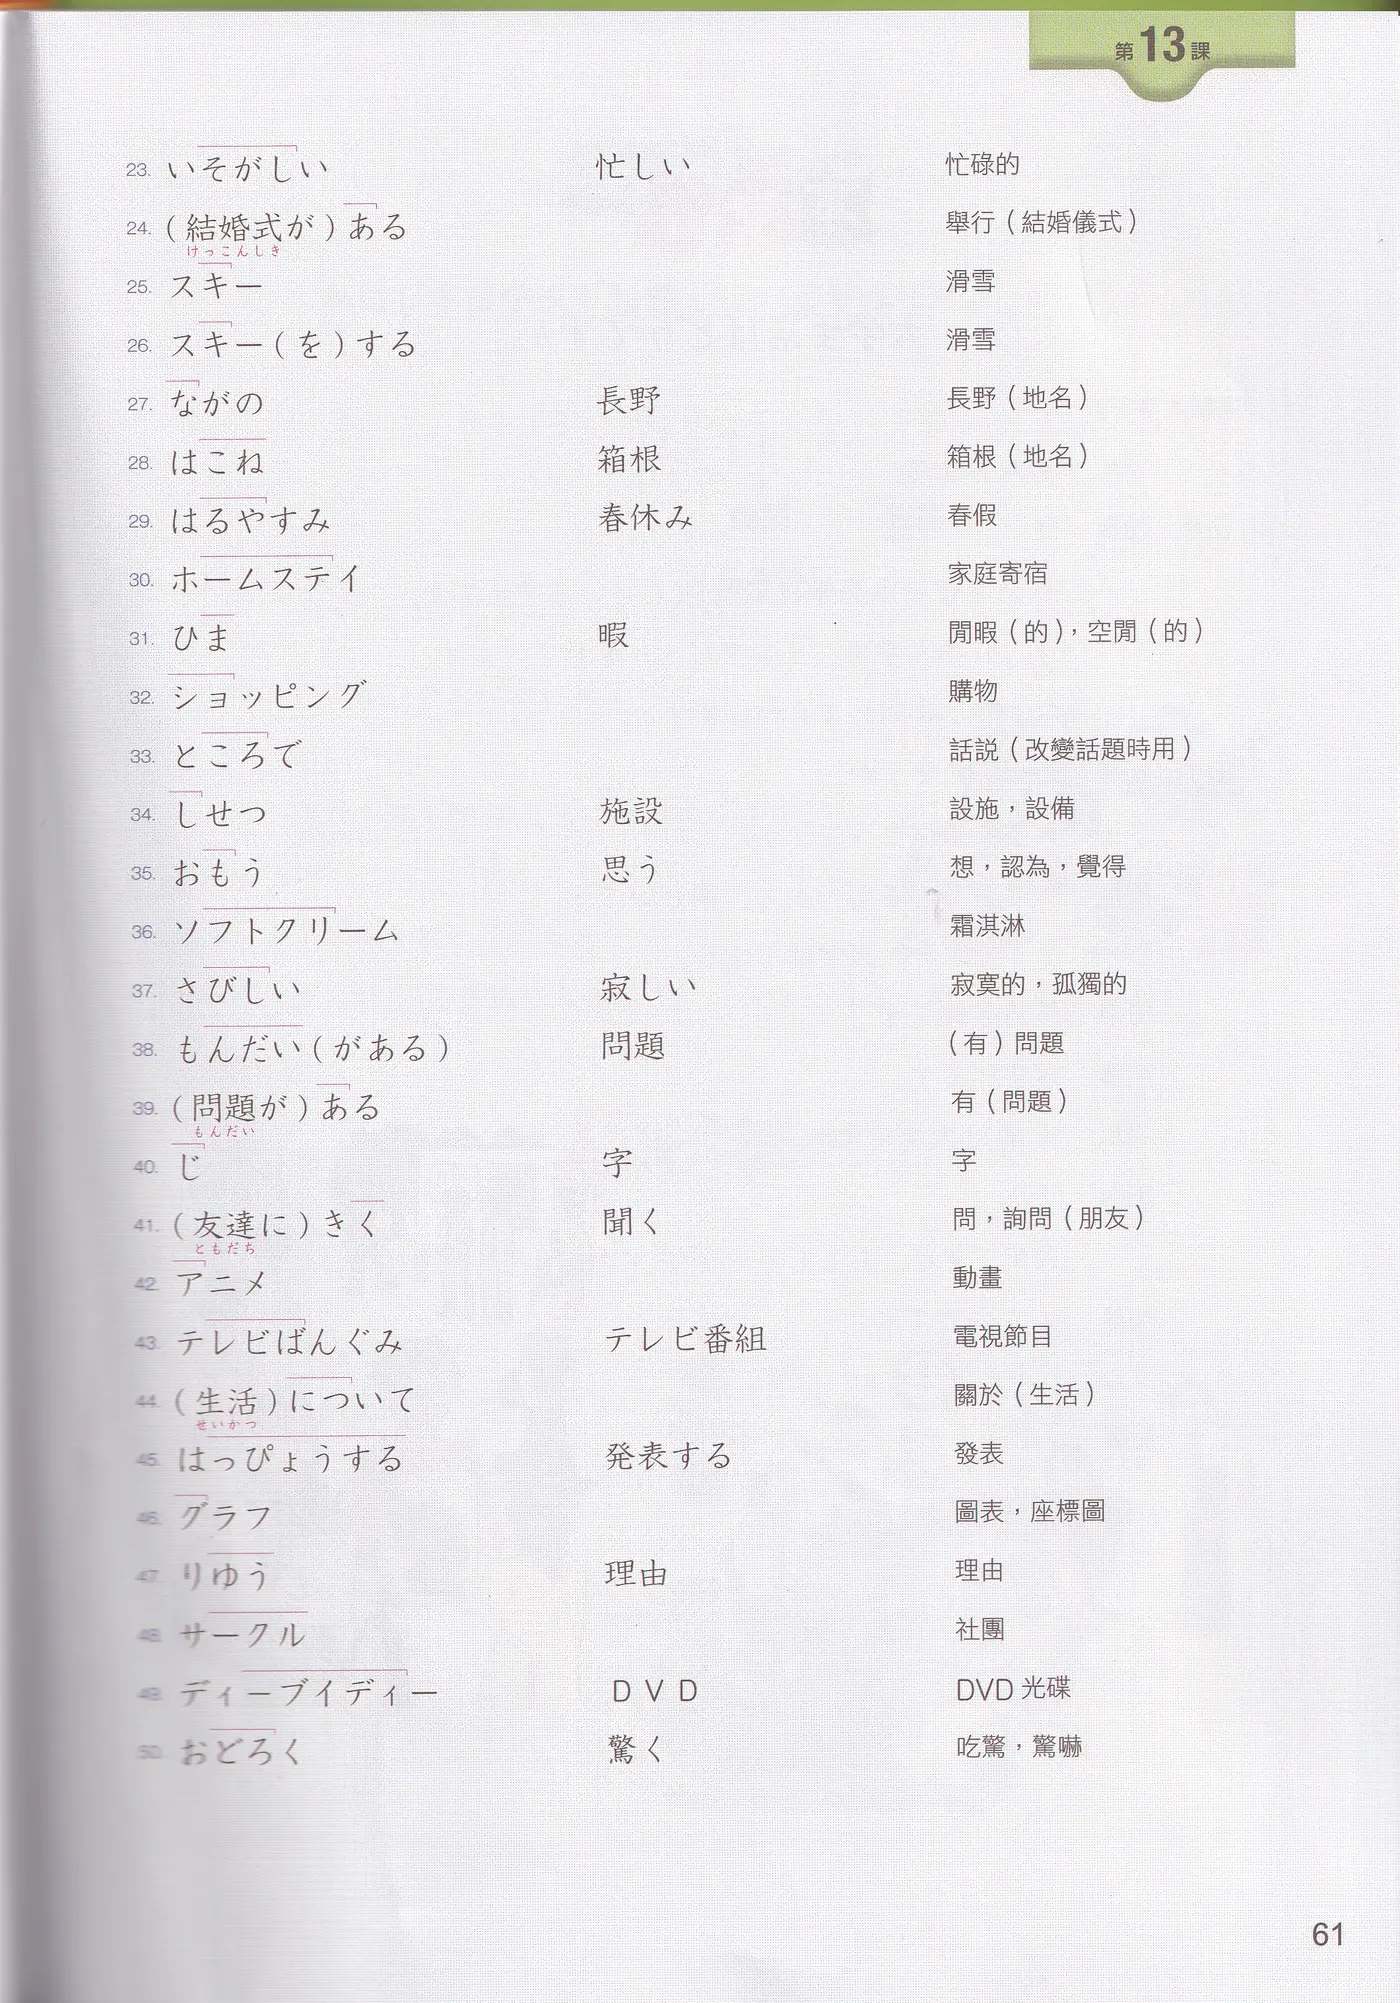 第13課
23. いそがしい 忙しい 忙碌的
24. (結婚式が)ある 舉行(結婚儀式)
けっこんしき
25. スキー 滑雪
26. スキー(を)する 滑雪
27. ながの 長野 長野(地名)
28. はこね 箱根 箱根(地名)
29. はるやすみ 春休み 春假
30. ホームステイ 家庭寄宿
31. ひま 暇 閒暇(的),空閒(的)
32. ショッピング 購物
33. ところで 話説(改變話題時用)
34. しせつ 施設 設施,設備
35. おもう 思う 想,認為,覺得
36. ソフトクリーム 霜淇淋
37. さびしい 寂しい 寂寞的,孤獨的
38. もんだい(がある) 問題 (有)問題
39. (問題が)ある 有(問題)
もんだい
40. じ 字 字
41. (友達に)きく 聞く 問,詢問(朋友)
ともだち
42. アニメ 動畫
43. テレビばんぐみ テレビ番組 電視節目
44. (生活)について 關於(生活)
せいかつ
45. はっぴょうする 発表する 發表
46. グラフ 圖表,座標圖
47. りゆう 理由 理由
48. サークル 社團
49. ディーブイディー DVD DVD光碟
50. おどろく 驚く 吃驚,驚嚇
61